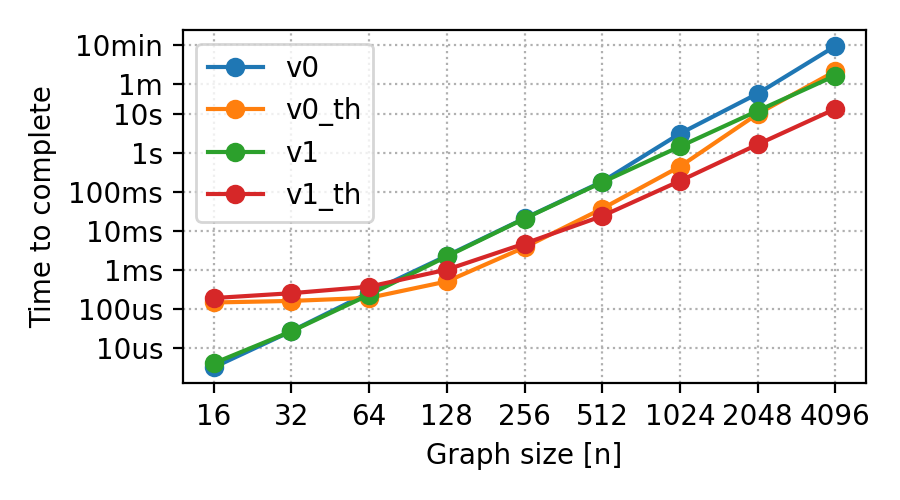 10min
1m
10s
1s
100ms
10ms
1ms
100us
10us
Time to complete
v0
v0_th
v1
v1_th
16 32 64 128 256 512 1024 2048 4096
Graph size [n]